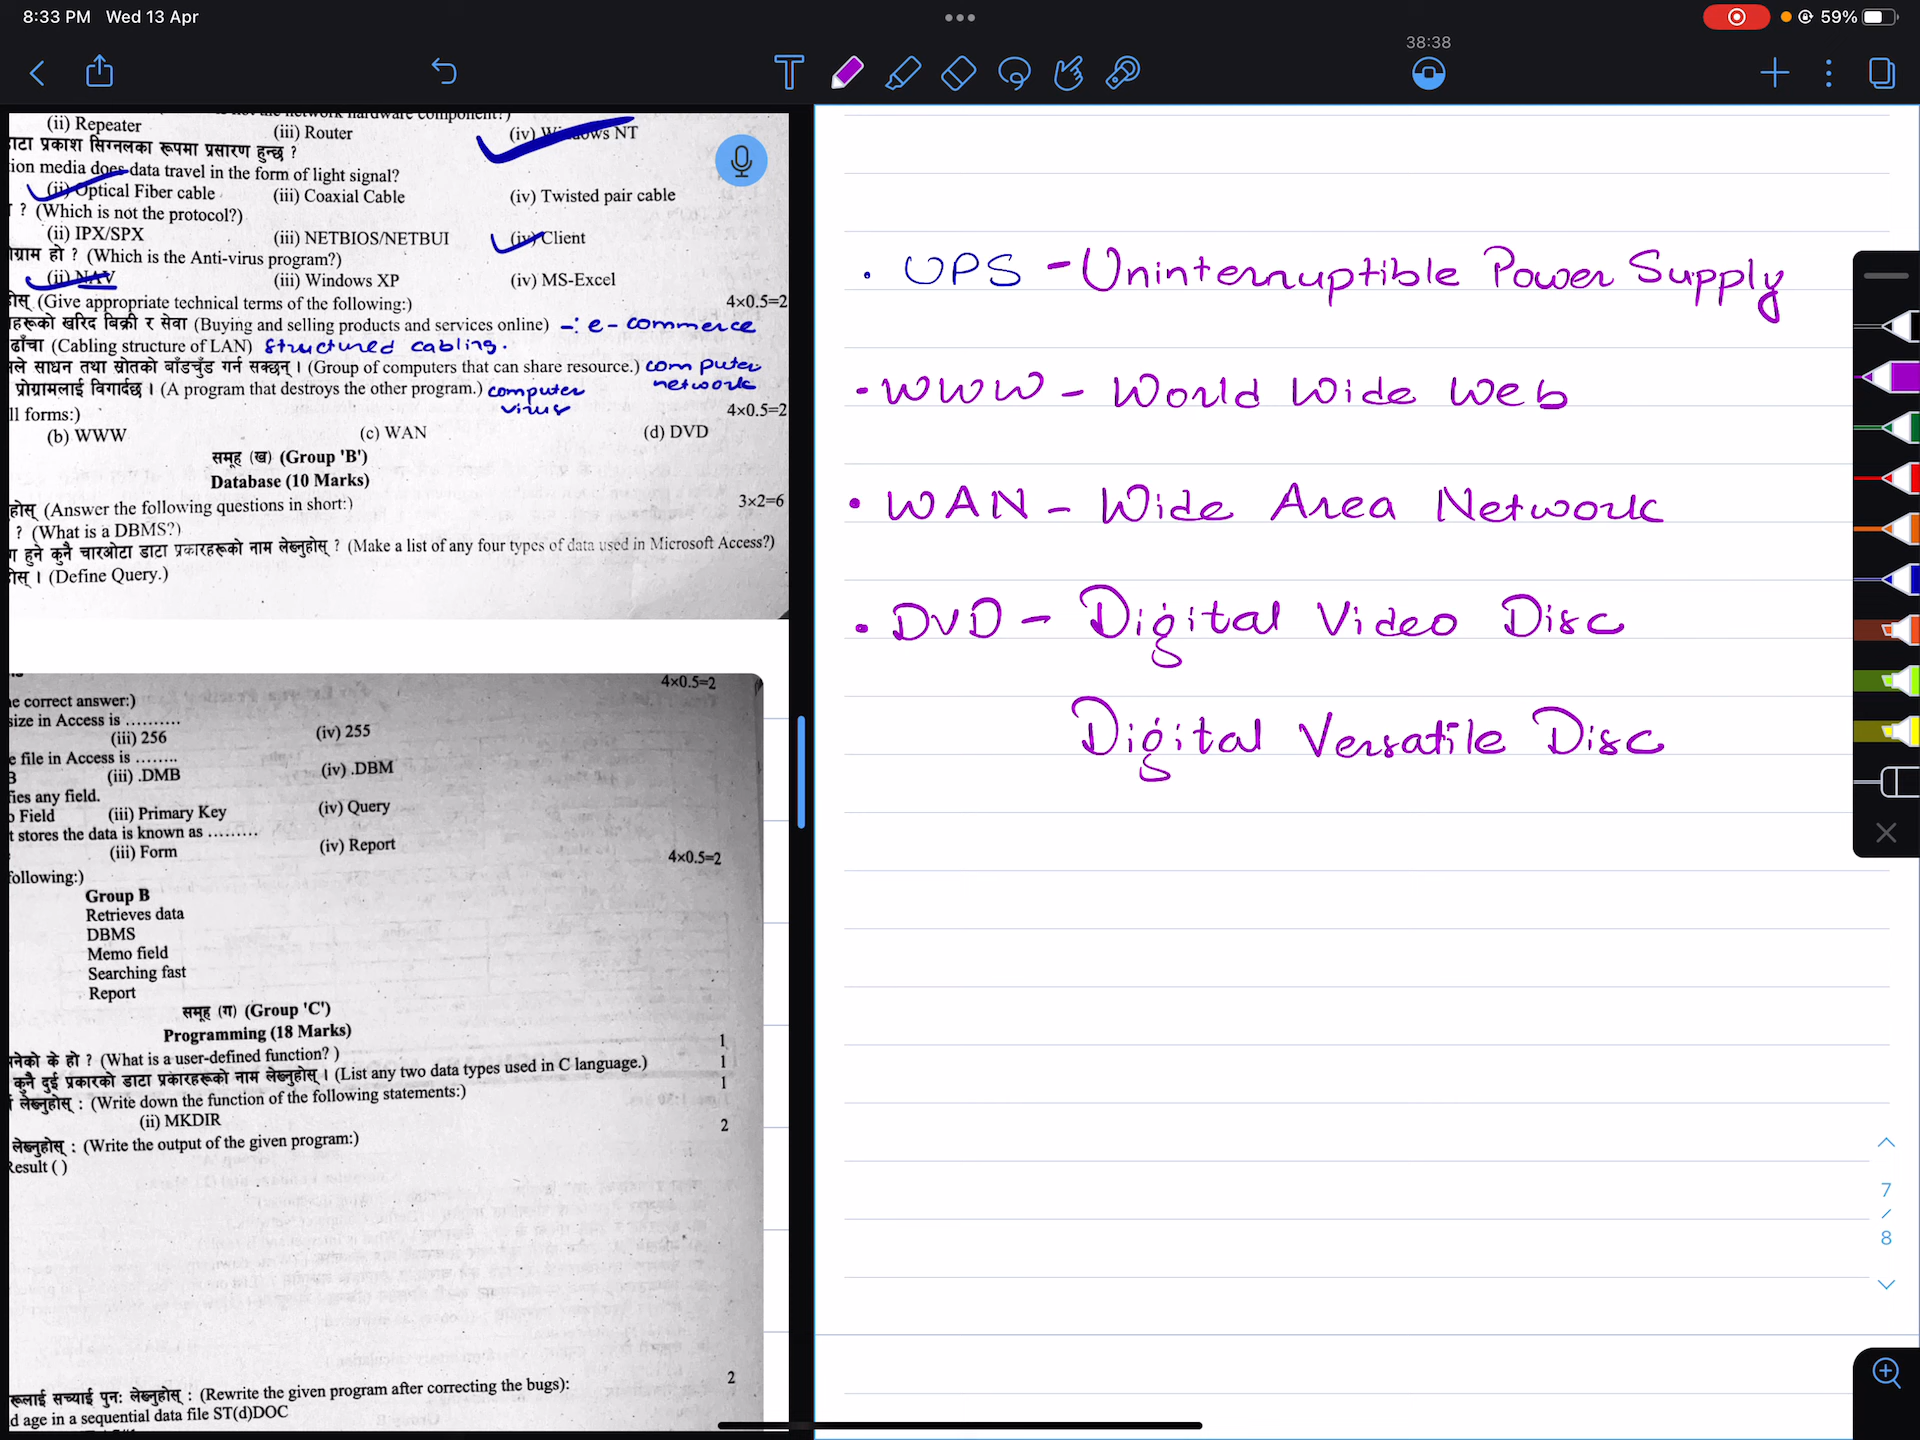 8:33 PM Wed 13 Apr
59%
38:38
(ii) Repeater (iii) Router (iv) Windows NT
डाटा प्रकाश सिग्नलका रूपमा प्रसारण हुन्छ ?
ion media does data travel in the form of light signal?
(ii) Optical Fiber cable (iii) Coaxial Cable (iv) Twisted pair cable
? (Which is not the protocol?)
(ii) IPX/SPX (iii) NETBIOS/NETBUI (iv) Client
ोग्राम हो ? (Which is the Anti-virus program?)
(ii) NAV (iii) Windows XP (iv) MS-Excel
होस् (Give appropriate technical terms of the following:) 4×0.5=2
हरूको खरिद बिक्री र सेवा (Buying and selling products and services online) -: e-commerce
ढाँचा (Cabling structure of LAN) structured cabling.
ले साधन तथा स्रोतको बाँडचुँड गर्न सक्छन् । (Group of computers that can share resource.) computer network
प्रोग्रामलाई विगार्दछ । (A program that destroys the other program.) computer virus
ll forms:) 4×0.5=2
(b) WWW (c) WAN (d) DVD
समूह (ख) (Group 'B')
Database (10 Marks)
होस् (Answer the following questions in short:) 3×2=6
? (What is a DBMS?)
ग हुने कुनै चारओटा डाटा प्रकारहरूको नाम लेख्नुहोस् ? (Make a list of any four types of data used in Microsoft Access?)
होस् । (Define Query.)
4×0.5=2
e correct answer:)
size in Access is ..........
(iii) 256 (iv) 255
e file in Access is ........
B (iii) .DMB (iv) .DBM
fies any field.
o Field (iii) Primary Key (iv) Query
t stores the data is known as .........
(iii) Form (iv) Report
4×0.5=2
following:)
Group B
Retrieves data
DBMS
Memo field
Searching fast
Report
समूह (ग) (Group 'C')
Programming (18 Marks)
नेको के हो ? (What is a user-defined function? ) 1
कुनै दुई प्रकारको डाटा प्रकारहरूको नाम लेख्नुहोस् । (List any two data types used in C language.) 1
लेख्नुहोस् : (Write down the function of the following statements:) 1
(ii) MKDIR
लेख्नुहोस् : (Write the output of the given program:) 2
Result ( )
रूलाई सच्याई पुन: लेख्नुहोस् : (Rewrite the given program after correcting the bugs): 2
d age in a sequential data file ST(d)DOC
. UPS - Uninterruptible Power Supply
. WWW - World Wide Web
. WAN - Wide Area Network
. DVD - Digital Video Disc
Digital Versatile Disc
7
/
8